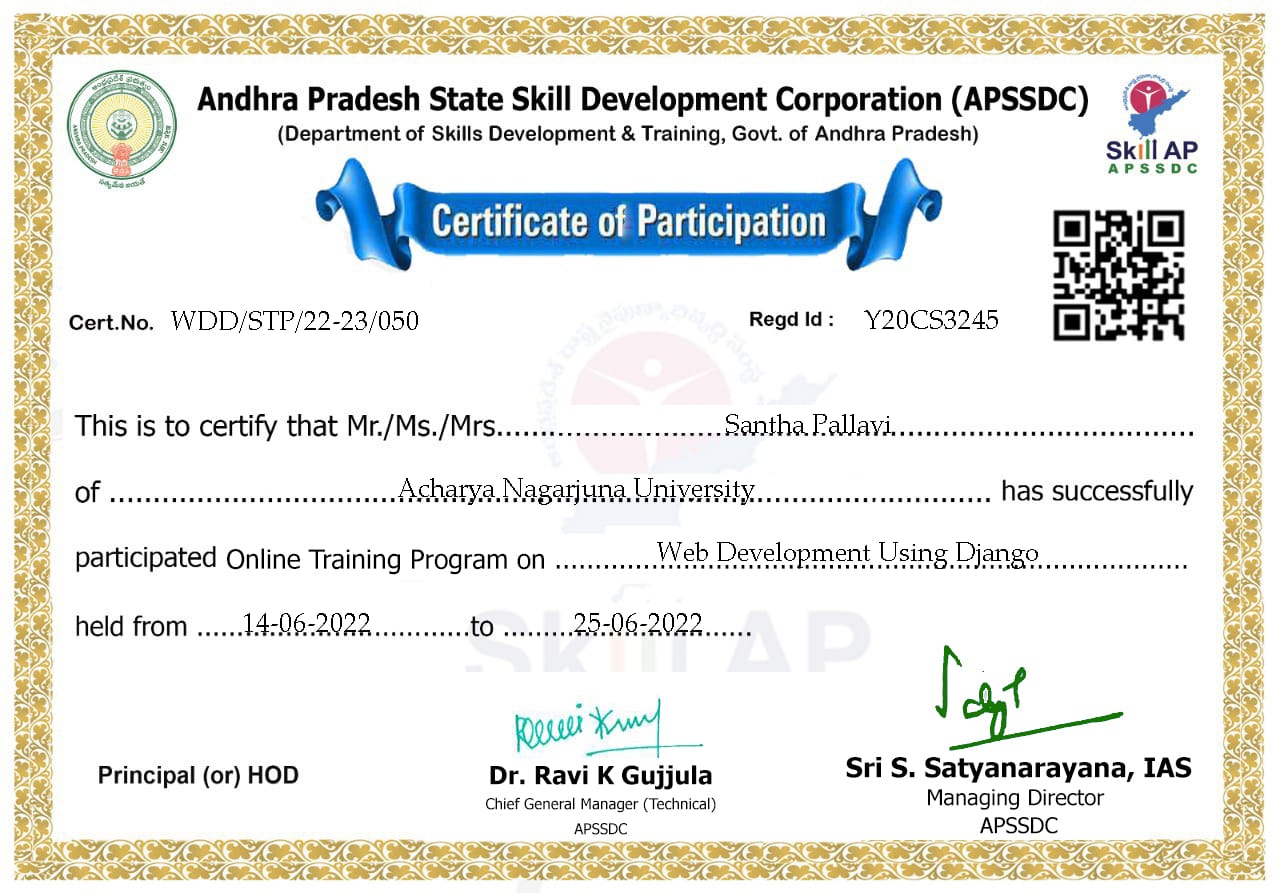 Andhra Pradesh State Skill Development Corporation (APSSDC)
(Department of Skills Development & Training, Govt. of Andhra Pradesh)
Skill AP
APSSDC
Certificate of Participation
Cert.No. WDD/STP/22-23/050 Regd Id : Y20CS3245
This is to certify that Mr./Ms./Mrs. Santha Pallavi
of Acharya Nagarjuna University has successfully
participated Online Training Program on Web Development Using Django
held from 14-06-2022 to 25-06-2022
Skill AP
Principal (or) HOD
Dr. Ravi K Gujjula
Chief General Manager (Technical)
APSSDC
Sri S. Satyanarayana, IAS
Managing Director
APSSDC